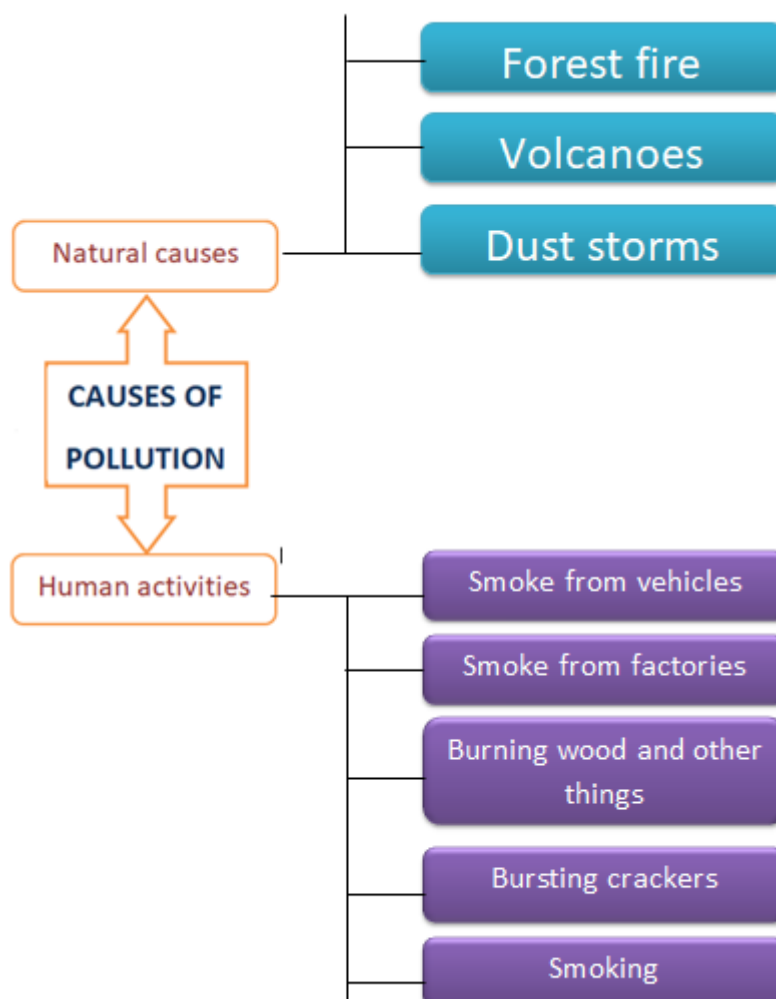 Forest fire
Volcanoes
Dust storms
Natural causes
CAUSES OF
POLLUTION
Human activities
Smoke from vehicles
Smoke from factories
Burning wood and other
things
Bursting crackers
Smoking